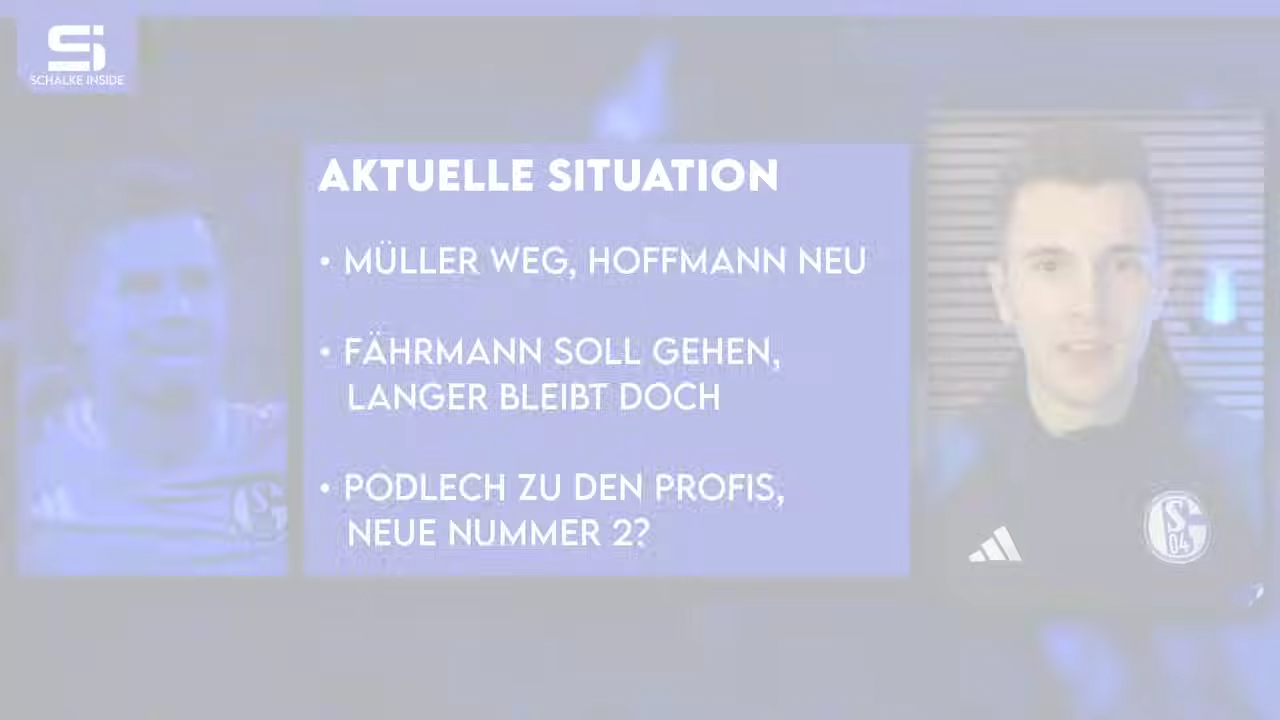 SI
SCHALKE INSIDE
AKTUELLE SITUATION
• MÜLLER WEG, HOFFMANN NEU
• FÄHRMANN SOLL GEHEN,
LANGER BLEIBT DOCH
• PODLECH ZU DEN PROFIS,
NEUE NUMMER 2?
S
04